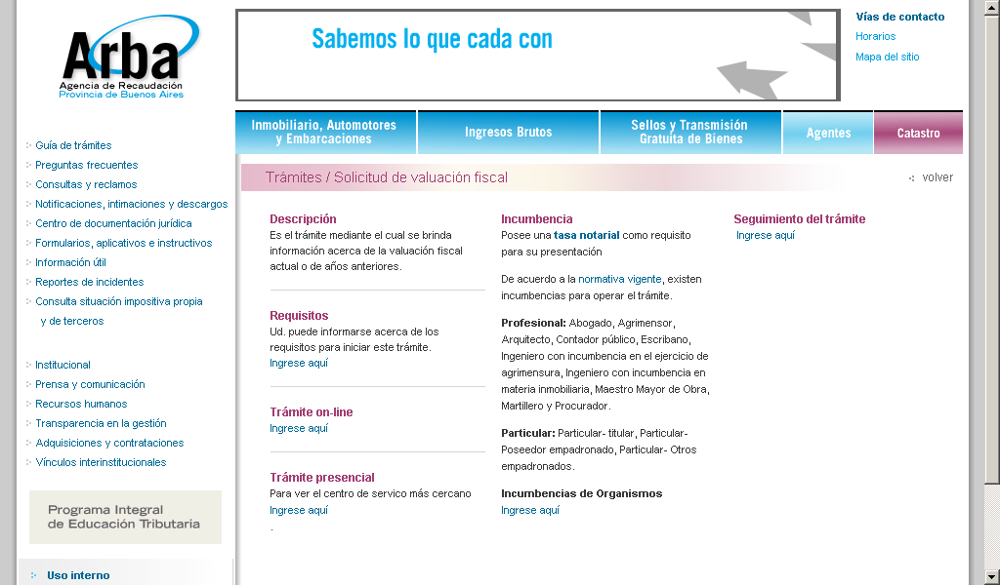 Arba
Agencia de Recaudación
Provincia de Buenos Aires
Sabemos lo que cada con
Vías de contacto
Horarios
Mapa del sitio
Inmobiliario, Automotores
y Embarcaciones
Ingresos Brutos
Sellos y Transmisión
Gratuita de Bienes
Agentes
Catastro
Guía de trámites
Preguntas frecuentes
Consultas y reclamos
Notificaciones, intimaciones y descargos
Centro de documentación jurídica
Formularios, aplicativos e instructivos
Información útil
Reportes de incidentes
Consulta situación impositiva propia
y de terceros
Institucional
Prensa y comunicación
Recursos humanos
Transparencia en la gestión
Adquisiciones y contrataciones
Vínculos interinstitucionales
Programa Integral
de Educación Tributaria
Uso interno
Trámites / Solicitud de valuación fiscal
volver
Descripción
Es el trámite mediante el cual se brinda
información acerca de la valuación fiscal
actual o de años anteriores.
Requisitos
Ud. puede informarse acerca de los
requisitos para iniciar este trámite.
Ingrese aquí
Trámite on-line
Ingrese aquí
Trámite presencial
Para ver el centro de servico más cercano
Ingrese aquí
.
Incumbencia
Posee una tasa notarial como requisito
para su presentación
De acuerdo a la normativa vigente, existen
incumbencias para operar el trámite.
Profesional: Abogado, Agrimensor,
Arquitecto, Contador público, Escribano,
Ingeniero con incumbencia en el ejercicio de
agrimensura, Ingeniero con incumbencia en
materia inmobiliaria, Maestro Mayor de Obra,
Martillero y Procurador.
Particular: Particular- titular, Particular-
Poseedor empadronado, Particular- Otros
empadronados.
Incumbencias de Organismos
Ingrese aquí
Seguimiento del trámite
Ingrese aquí